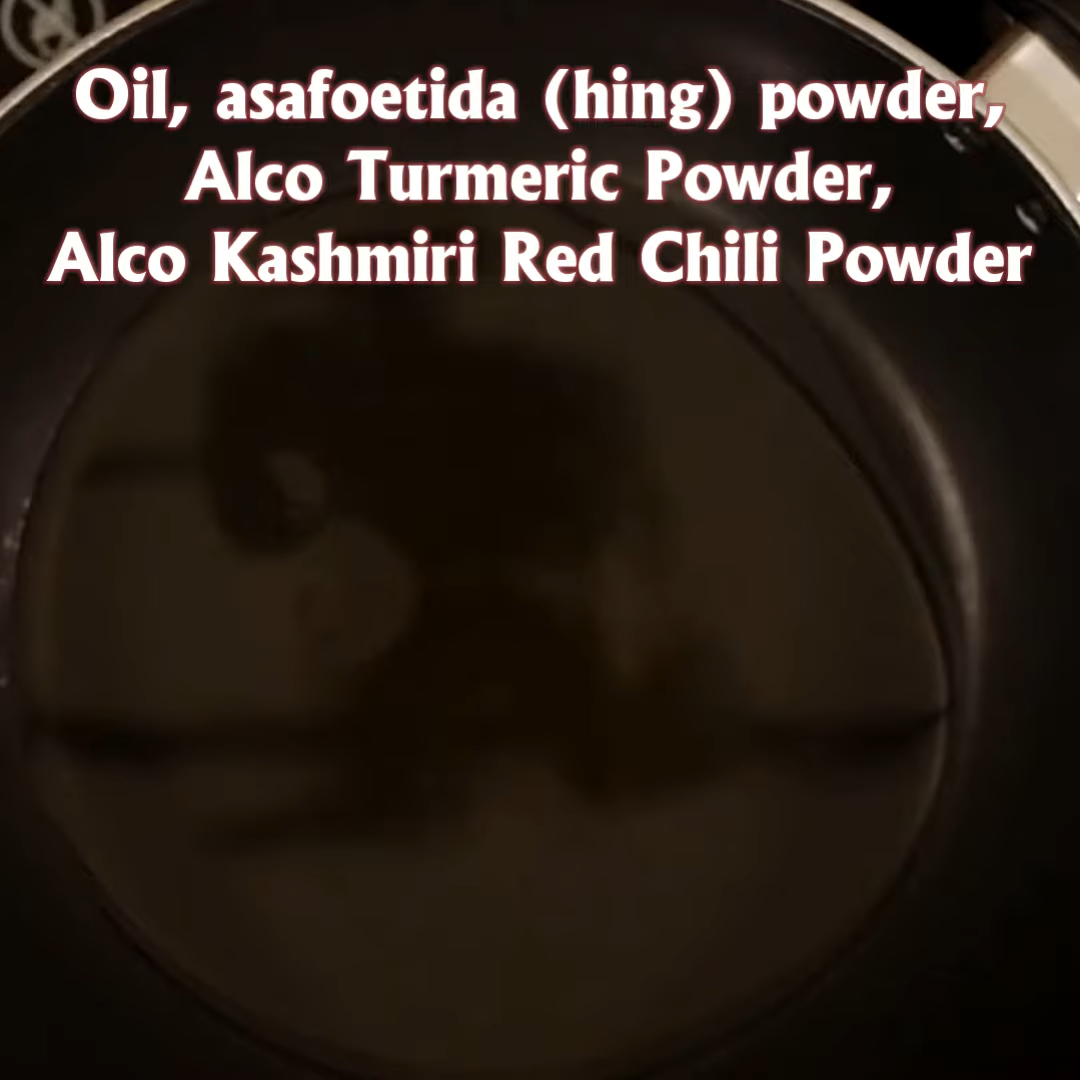 Oil, asafoetida (hing) powder,
Alco Turmeric Powder,
Alco Kashmiri Red Chili Powder